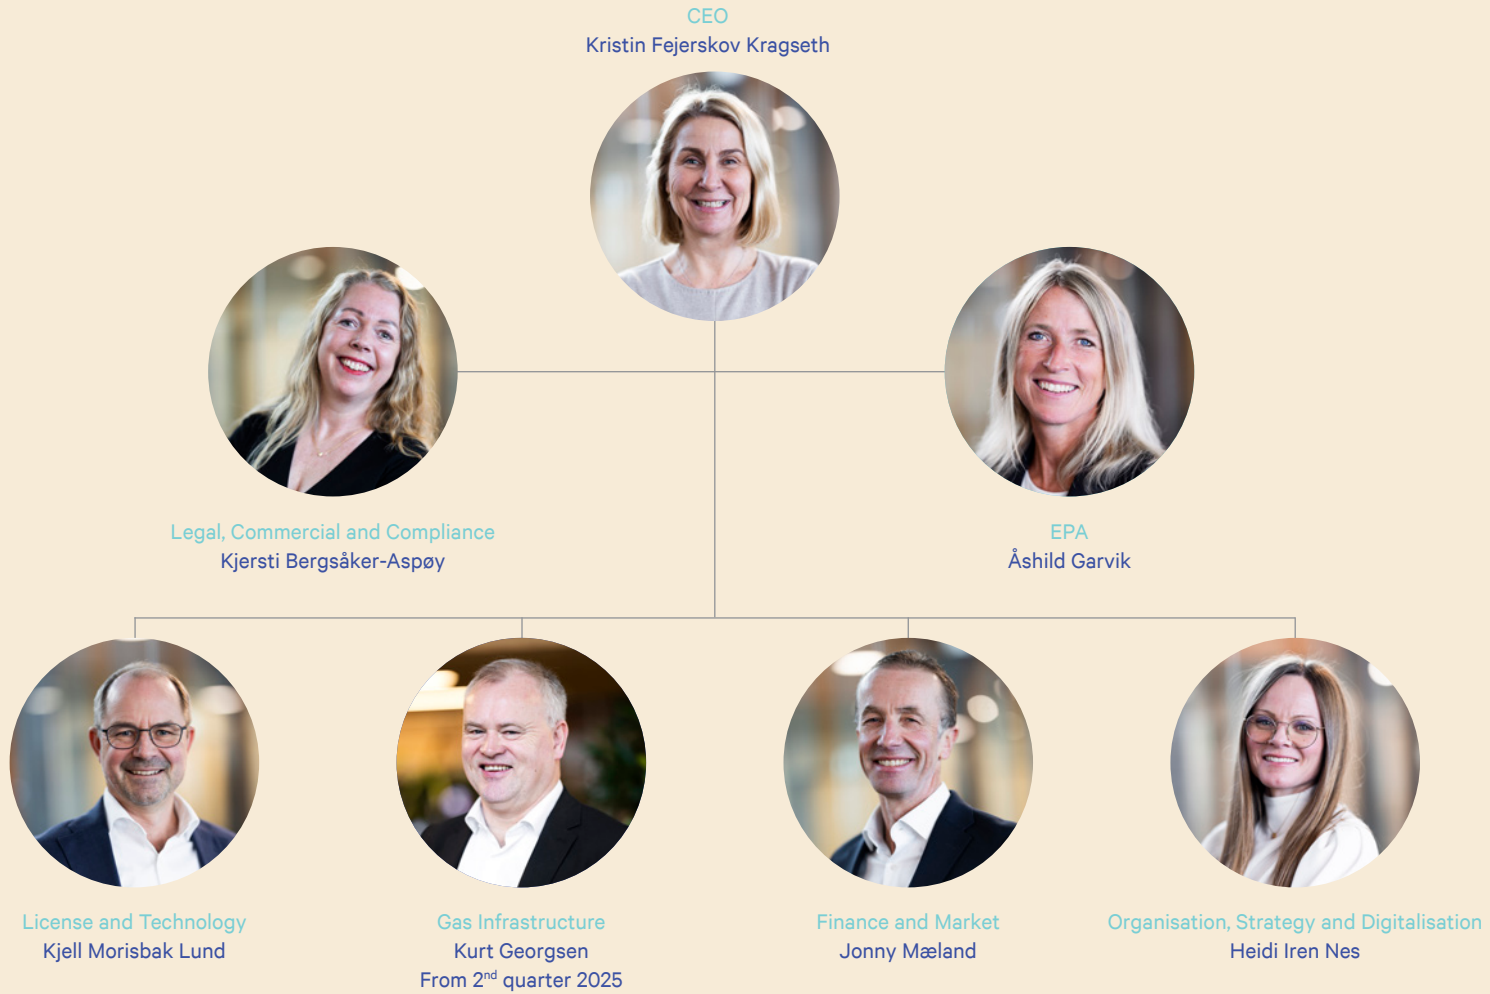 CEO
Kristin Fejerskov Kragseth
Legal, Commercial and Compliance
Kjersti Bergsåker-Aspøy
EPA
Åshild Garvik
License and Technology
Kjell Morisbak Lund
Gas Infrastructure
Kurt Georgsen
From 2nd quarter 2025
Finance and Market
Jonny Mæland
Organisation, Strategy and Digitalisation
Heidi Iren Nes